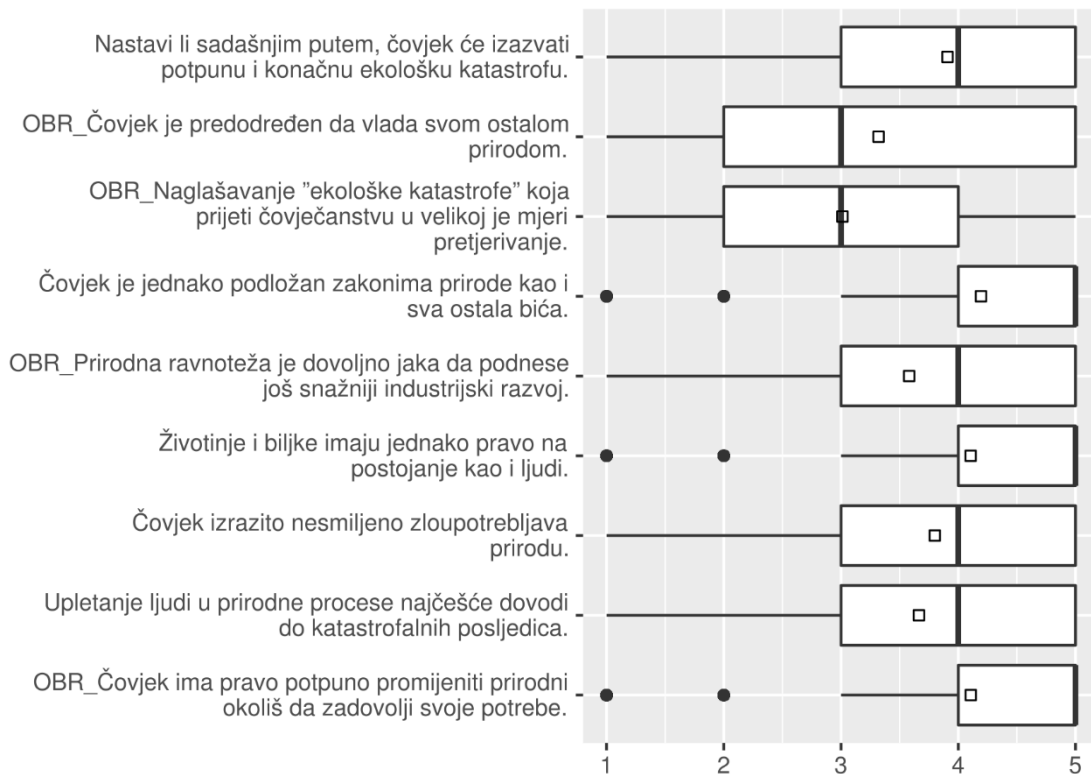 Nastavi li sadašnjim putem, čovjek će izazvati
potpunu i konačnu ekološku katastrofu.
OBR_Čovjek je predodređen da vlada svom ostalom
prirodom.
OBR_Naglašavanje ”ekološke katastrofe” koja
prijeti čovječanstvu u velikoj je mjeri
pretjerivanje.
Čovjek je jednako podložan zakonima prirode kao i
sva ostala bića.
OBR_Prirodna ravnoteža je dovoljno jaka da podnese
još snažniji industrijski razvoj.
Životinje i biljke imaju jednako pravo na
postojanje kao i ljudi.
Čovjek izrazito nesmiljeno zloupotrebljava
prirodu.
Upletanje ljudi u prirodne procese najčešće dovodi
do katastrofalnih posljedica.
OBR_Čovjek ima pravo potpuno promijeniti prirodni
okoliš da zadovolji svoje potrebe.
1 2 3 4 5